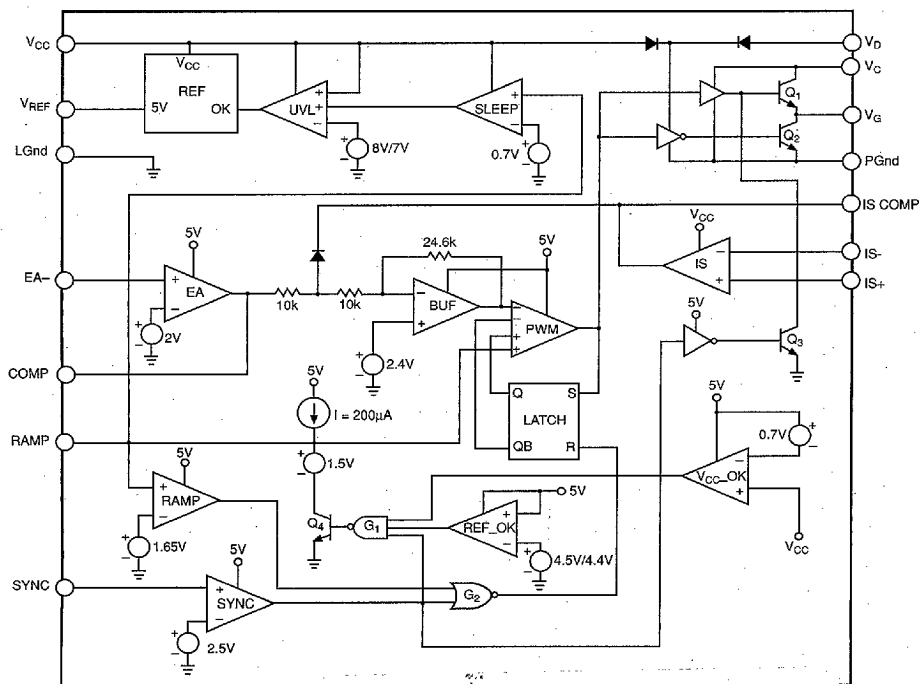 VCC
VREF
LGnd
EA–
COMP
RAMP
SYNC
VD
VC
VG
PGnd
IS COMP
IS-
IS+
VCC
REF
5V
OK
UVL
8V/7V
SLEEP
0.7V
Q1
Q2
5V
EA
2V
10k
10k
24.6k
BUF
2.4V
5V
PWM
VCC
IS
5V
Q3
5V
I = 200µA
1.5V
Q
S
LATCH
QB
R
5V
0.7V
VCC_OK
VCC
5V
RAMP
1.65V
Q4
G1
REF_OK
5V
4.5V/4.4V
5V
SYNC
2.5V
G2